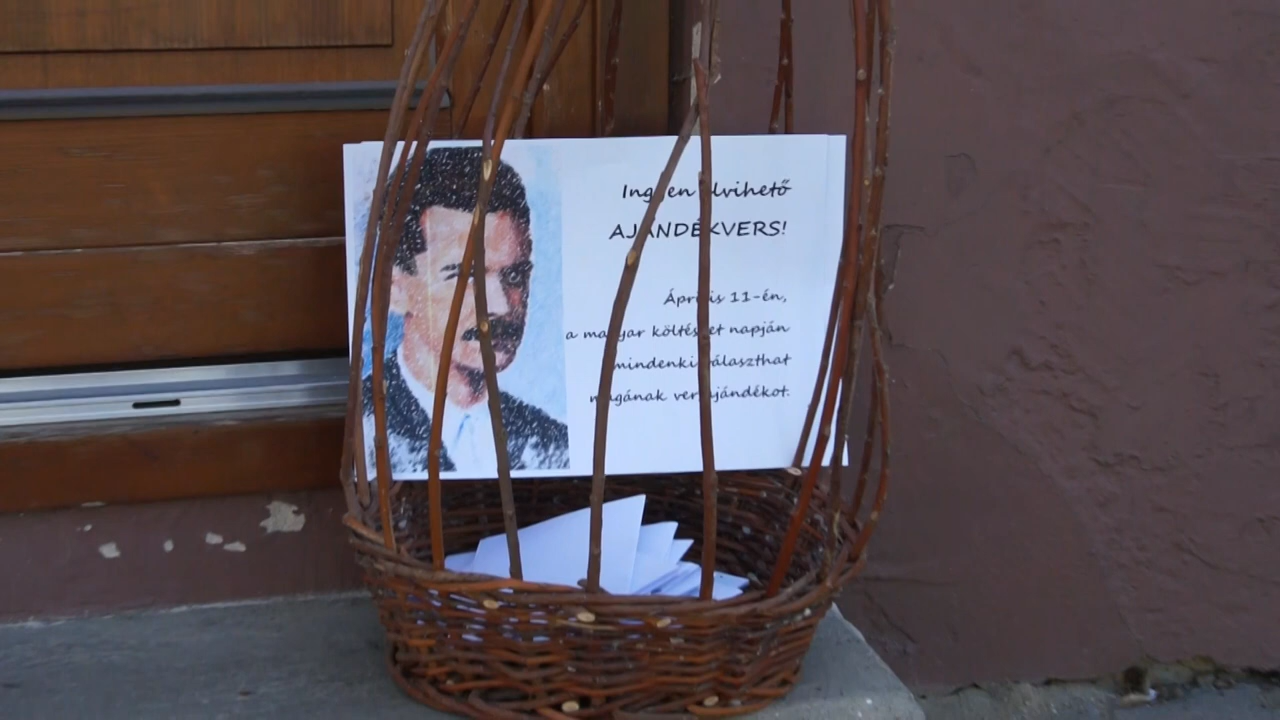 Ingyen elvihető
AJÁNDÉKVERS!
Április 11-én,
a magyar költészet napján
mindenki választhat
magának versajándékot.